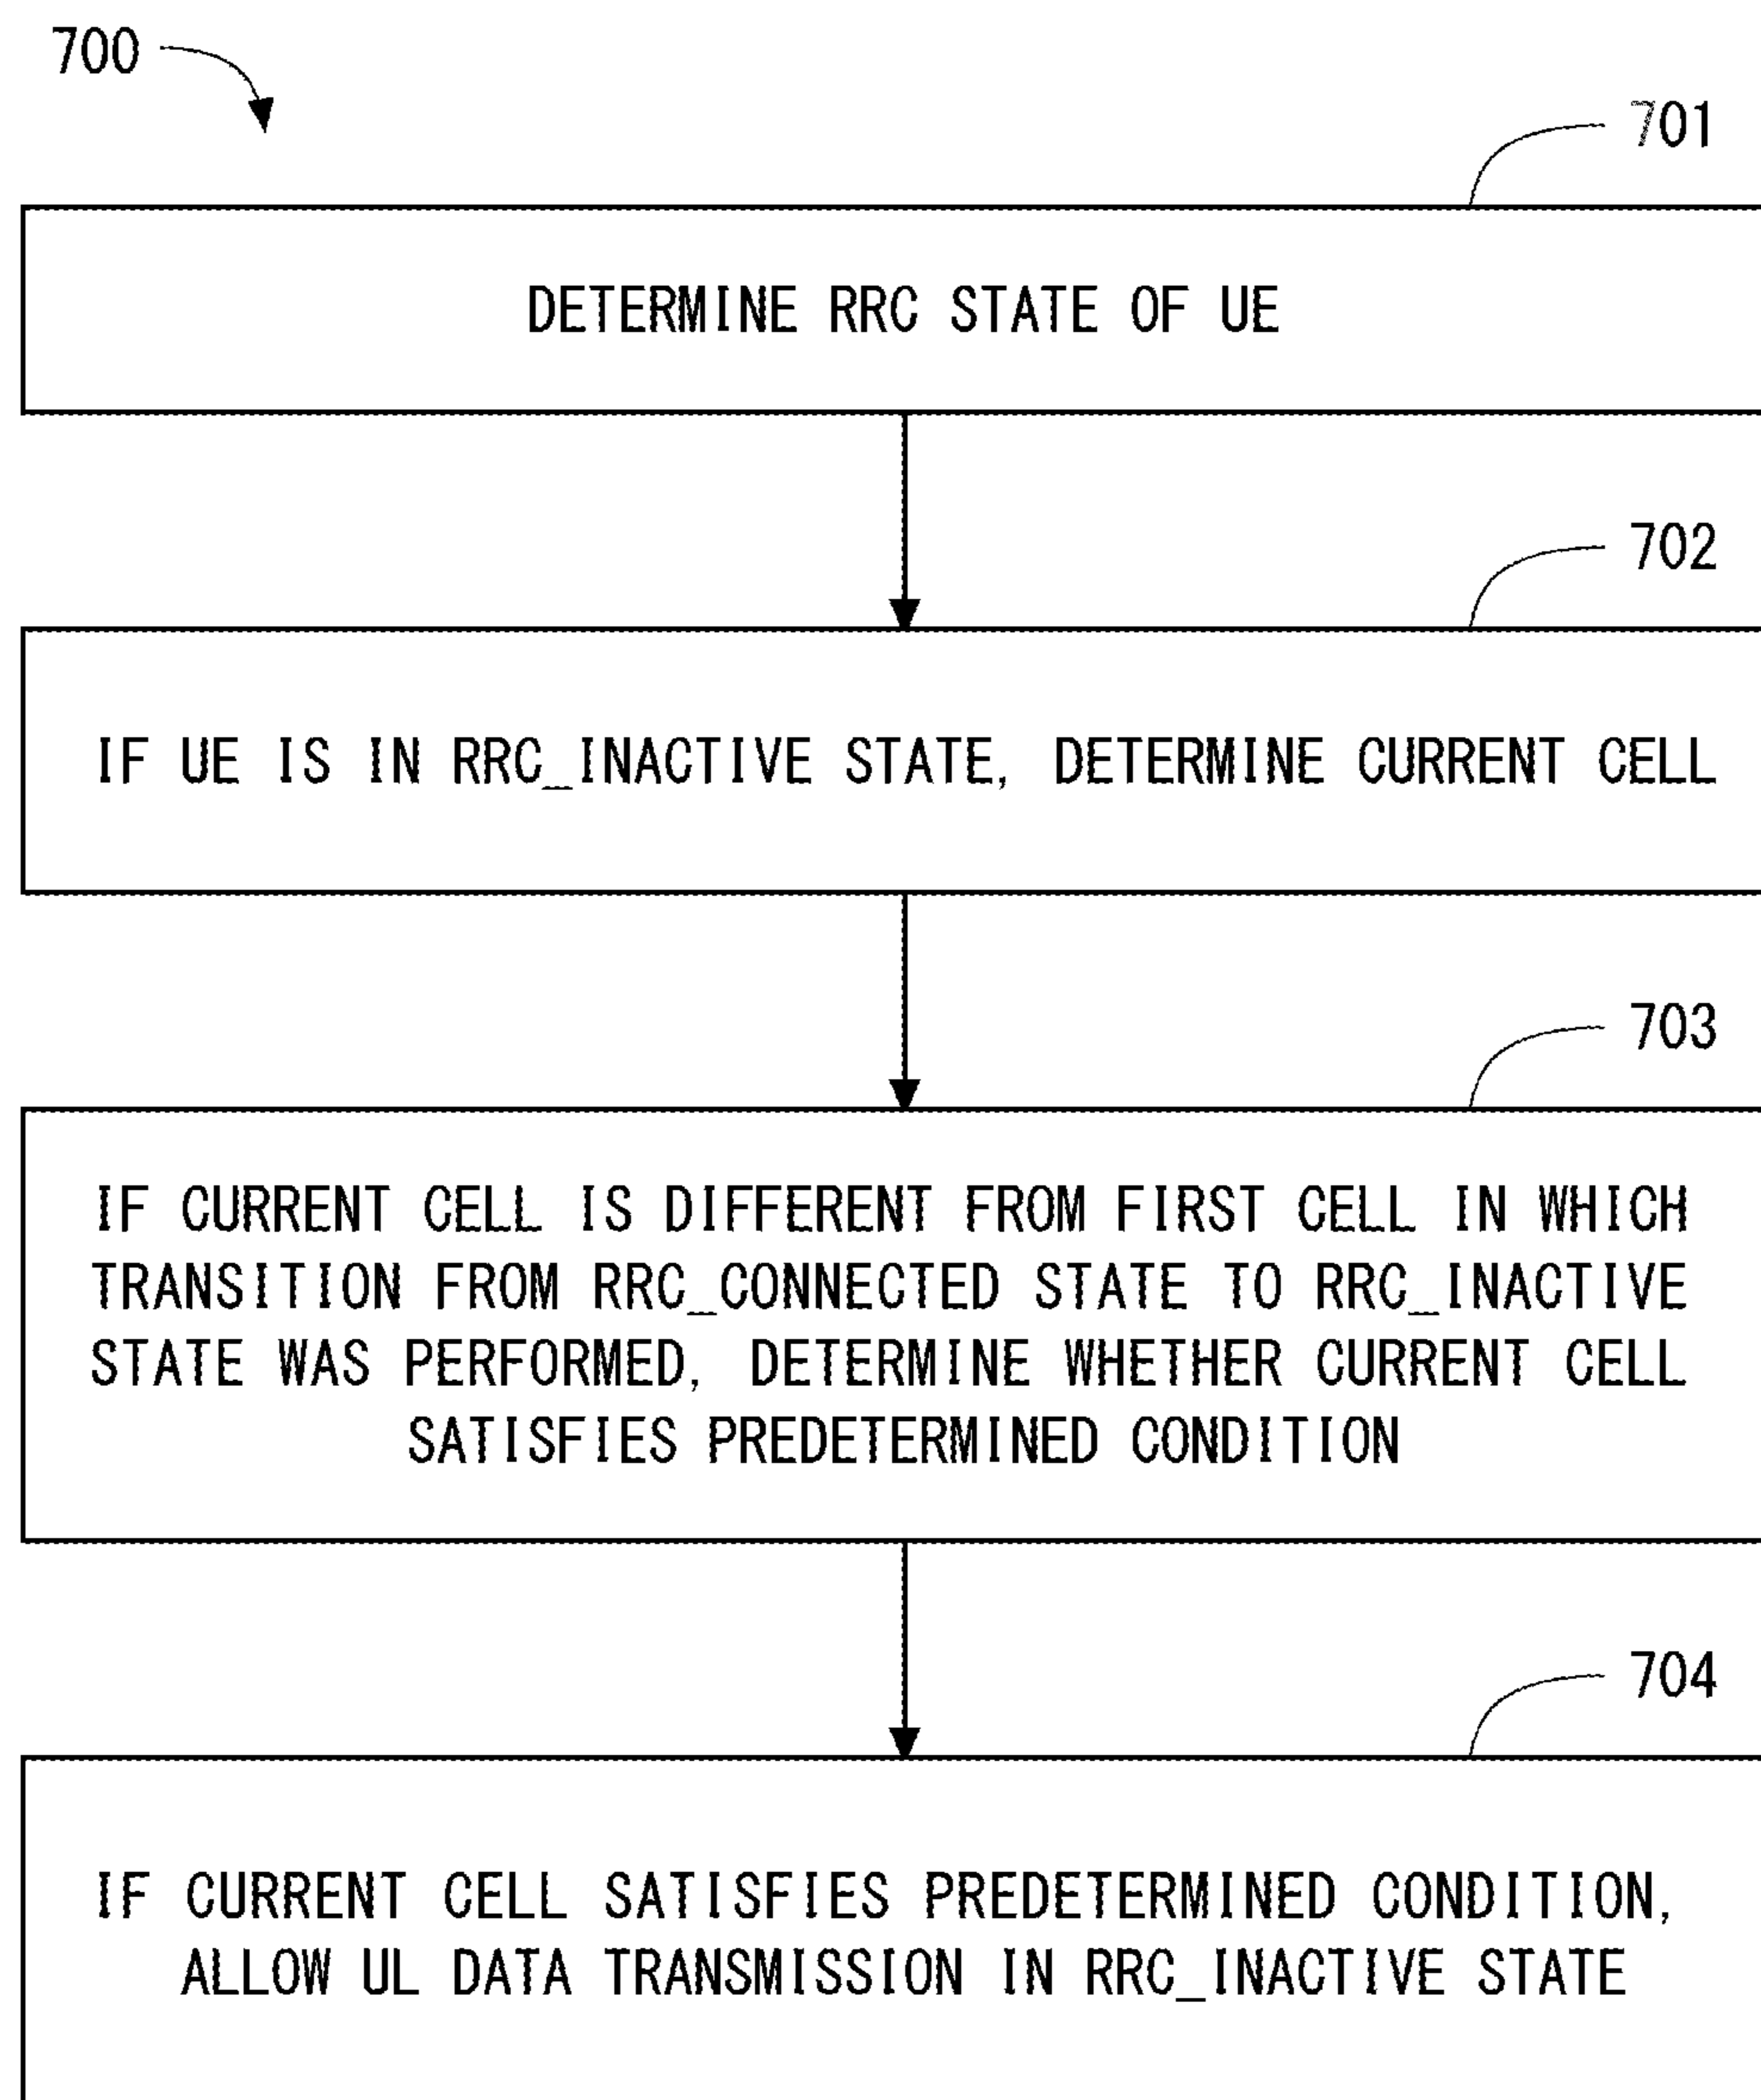 700
701
DETERMINE RRC STATE OF UE
702
IF UE IS IN RRC_INACTIVE STATE, DETERMINE CURRENT CELL
703
IF CURRENT CELL IS DIFFERENT FROM FIRST CELL IN WHICH
TRANSITION FROM RRC_CONNECTED STATE TO RRC_INACTIVE
STATE WAS PERFORMED, DETERMINE WHETHER CURRENT CELL
SATISFIES PREDETERMINED CONDITION
704
IF CURRENT CELL SATISFIES PREDETERMINED CONDITION,
ALLOW UL DATA TRANSMISSION IN RRC_INACTIVE STATE